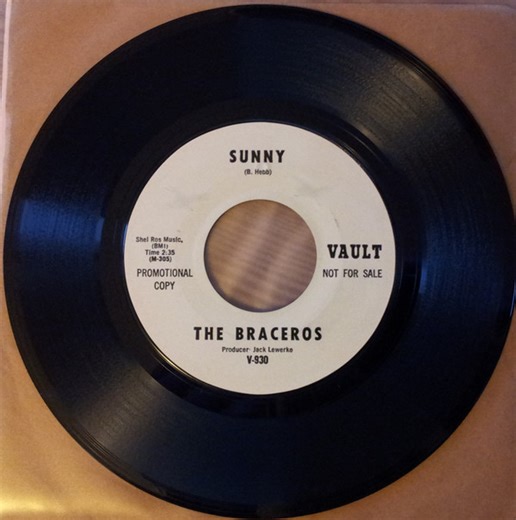 SUNNY
(B. Hebb)
Shel Ros Music,
(BMI)
Time 2:35
(M-305)
PROMOTIONAL
COPY
VAULT
NOT FOR SALE
THE BRACEROS
Producer- Jack Lewerke
V-930